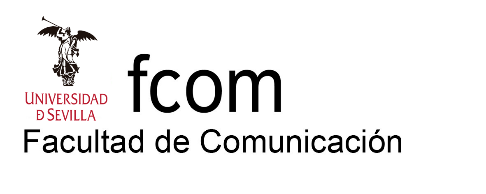 fcom
UNIVERSIDAD
D SEVILLA
Facultad de Comunicación